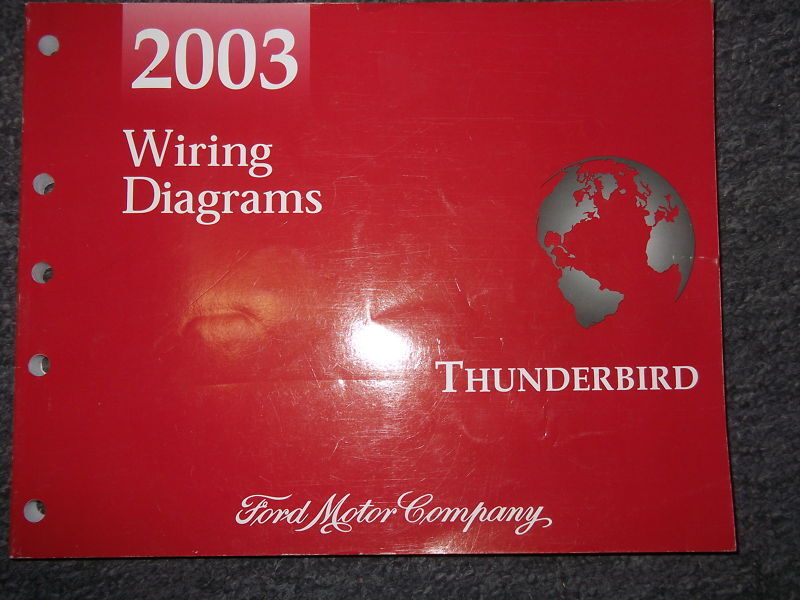 2003
Wiring
Diagrams
THUNDERBIRD
Ford Motor Company